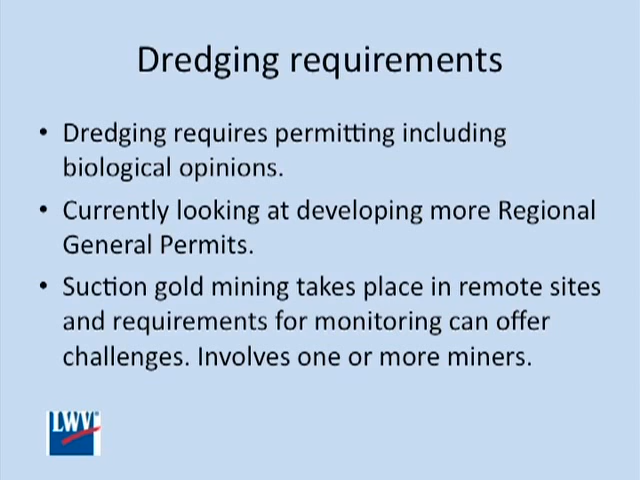 Dredging requirements
• Dredging requires permitting including
biological opinions.
• Currently looking at developing more Regional
General Permits.
• Suction gold mining takes place in remote sites
and requirements for monitoring can offer
challenges. Involves one or more miners.
LWV